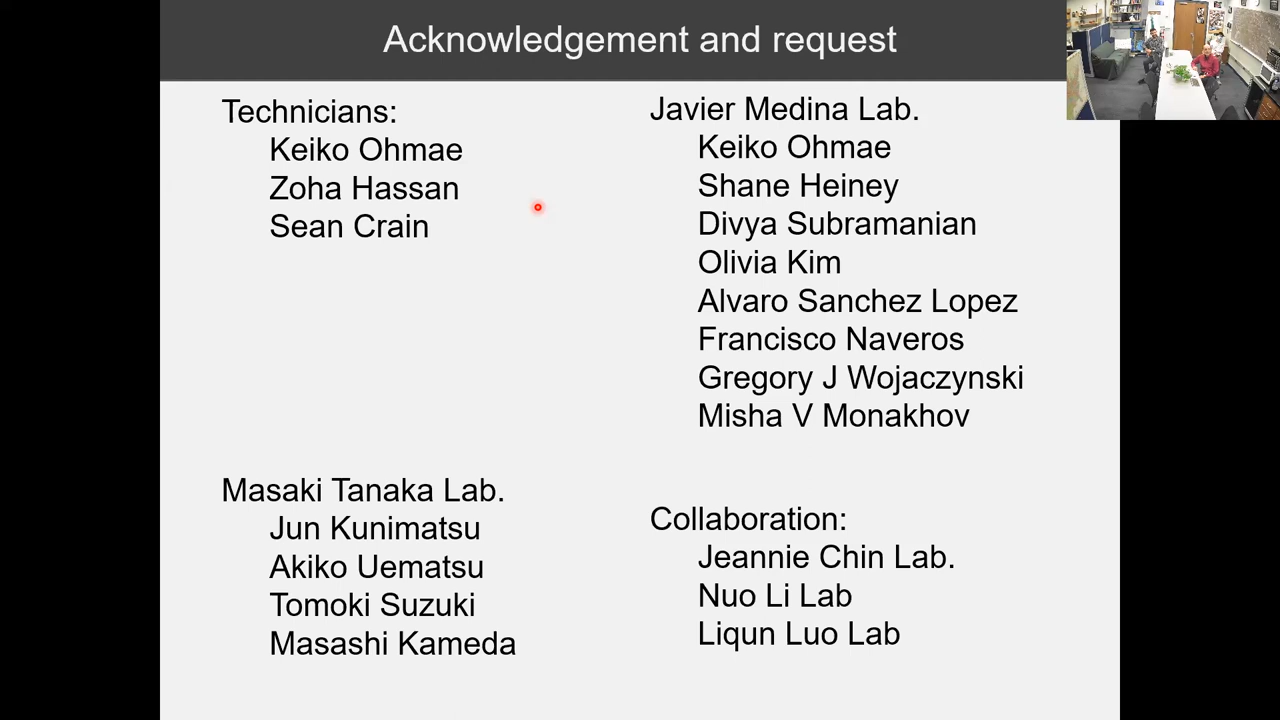 Acknowledgement and request
Technicians:
Keiko Ohmae
Zoha Hassan
Sean Crain
Masaki Tanaka Lab.
Jun Kunimatsu
Akiko Uematsu
Tomoki Suzuki
Masashi Kameda
Javier Medina Lab.
Keiko Ohmae
Shane Heiney
Divya Subramanian
Olivia Kim
Alvaro Sanchez Lopez
Francisco Naveros
Gregory J Wojaczynski
Misha V Monakhov
Collaboration:
Jeannie Chin Lab.
Nuo Li Lab
Liqun Luo Lab